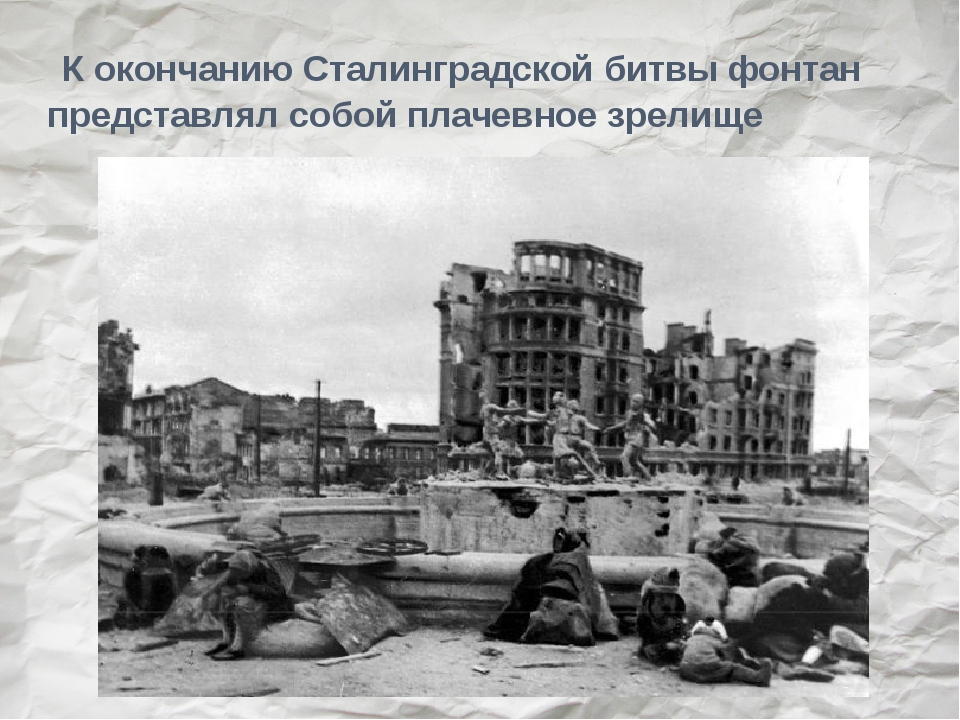 К окончанию Сталинградской битвы фонтан
представлял собой плачевное зрелище